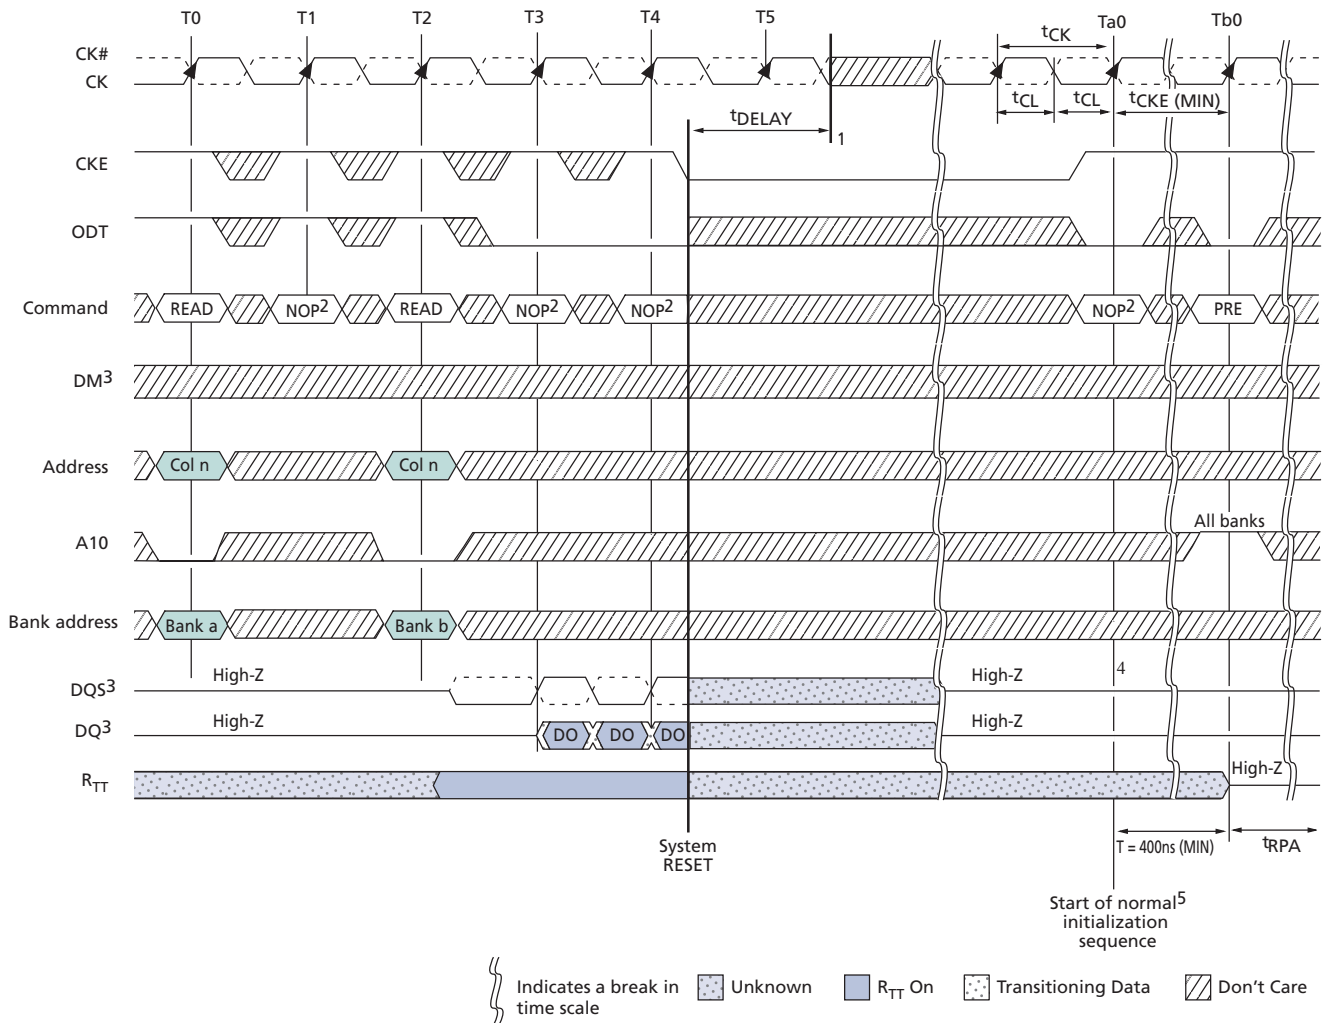 T0 T1 T2 T3 T4 T5 Ta0 Tb0
CK#
CK
tCK
tCL tCL tCKE (MIN)
tDELAY
1
CKE
ODT
Command READ NOP2 READ NOP2 NOP2 NOP2 PRE
DM3
Address Col n Col n
All banks
A10
Bank address Bank a Bank b
High-Z High-Z 4
DQS3
High-Z High-Z
DQ3 DO DO DO
High-Z
RTT
System
RESET
T = 400ns (MIN) tRPA
Start of normal5
initialization
sequence
Indicates a break in
time scale
Unknown
RTT On
Transitioning Data
Don't Care